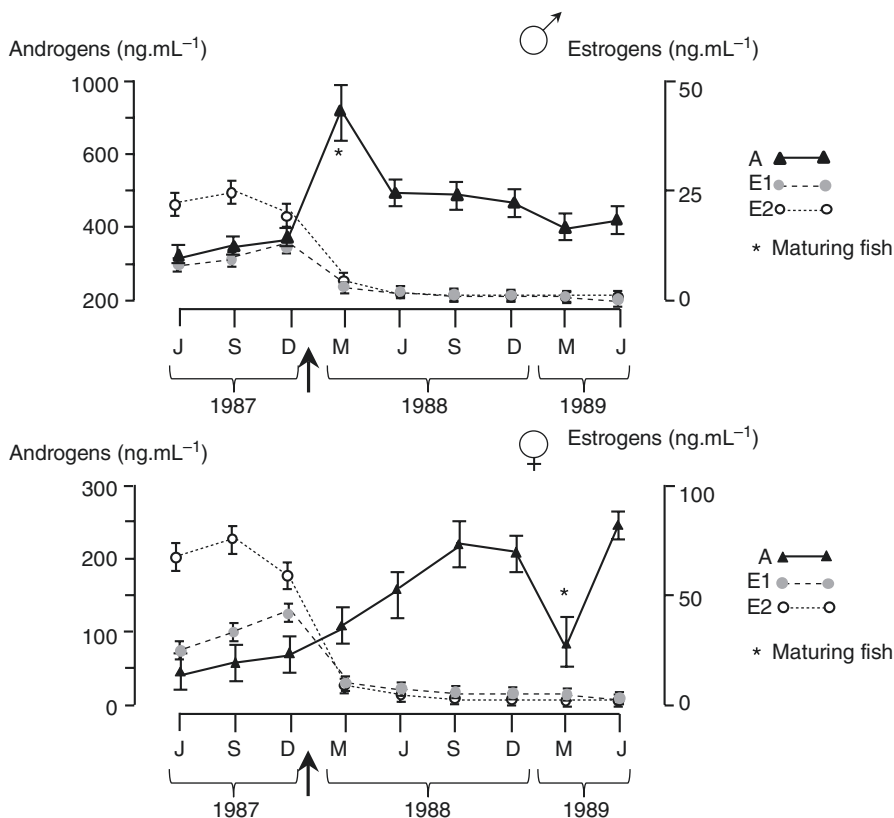 Androgens (ng.mL⁻¹)
Estrogens (ng.mL⁻¹)
1000
600
400
200
50
25
0
A
E1
E2
* Maturing fish
*
J S D M J S D M J
1987 1988 1989
Androgens (ng.mL⁻¹)
Estrogens (ng.mL⁻¹)
300
200
100
0
100
50
0
A
E1
E2
* Maturing fish
*
J S D M J S D M J
1987 1988 1989